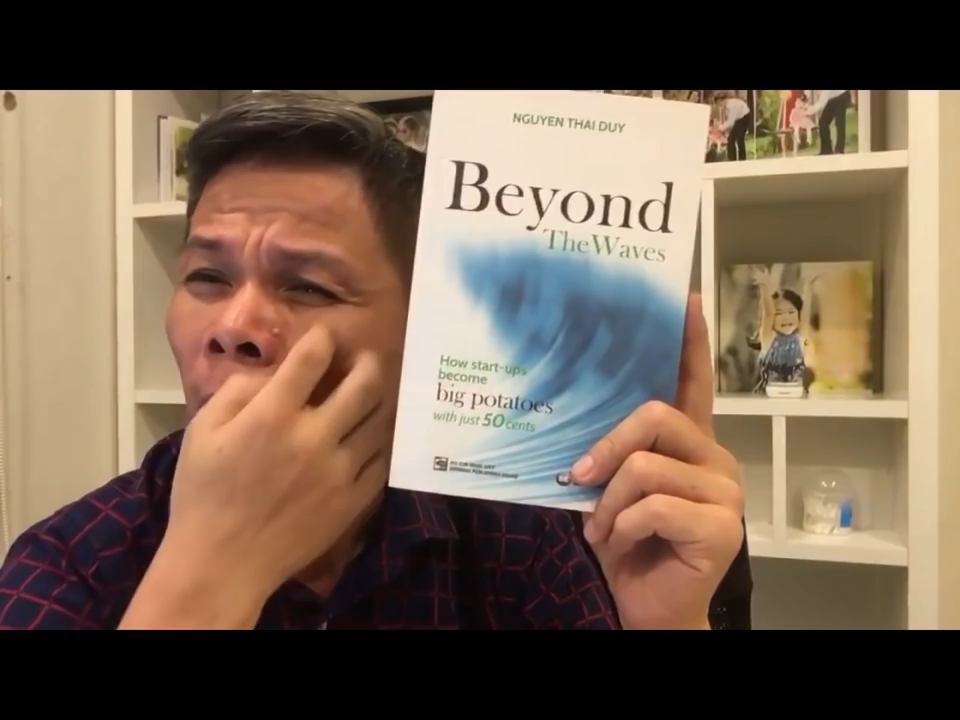 NGUYEN THAI DUY
Beyond
The Waves
How start-ups
become
big potatoes
with just 50 cents